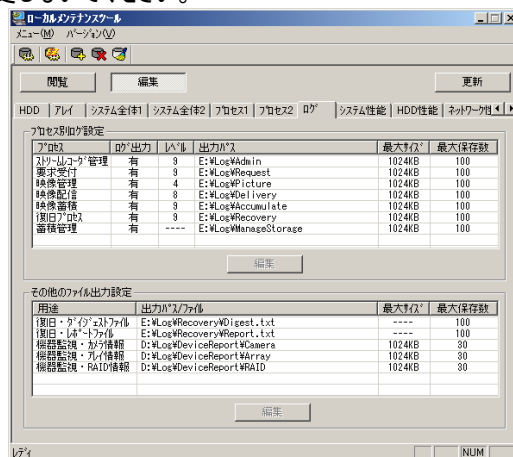 ください。
ローカルメンテナンスツール
メニュー(M) バージョン(V)
閲覧 編集 更新
HDD アレイ システム全体1 システム全体2 プロセス1 プロセス2 ログ システム性能 HDD性能 ネットワーク性
プロセス別ログ設定
プロセス ログ出力 レベル 出力パス 最大サイズ 最大保存数
ストリームレコーダ管理 有 9 E:¥Log¥Admin 1024KB 100
要求受付 有 9 E:¥Log¥Request 1024KB 100
映像管理 有 4 E:¥Log¥Picture 1024KB 100
映像配信 有 8 E:¥Log¥Delivery 1024KB 100
映像蓄積 有 9 E:¥Log¥Accumulate 1024KB 100
復旧プロセス 有 9 E:¥Log¥Recovery 1024KB 100
蓄積管理 有 ---- E:¥Log¥ManageStorage 1024KB 100
編集
その他のファイル出力設定
用途 出力パス/ファイル 最大サイズ 最大保存数
復旧・ダイジェストファイル E:¥Log¥Recovery¥Digest.txt ---- 100
復旧・レポートファイル E:¥Log¥Recovery¥Report.txt ---- 100
機器監視・カメラ情報 D:¥Log¥DeviceReport¥Camera 1024KB 30
機器監視・アレイ情報 D:¥Log¥DeviceReport¥Array 1024KB 30
機器監視・RAID情報 D:¥Log¥DeviceReport¥RAID 1024KB 30
編集
レディ NUM